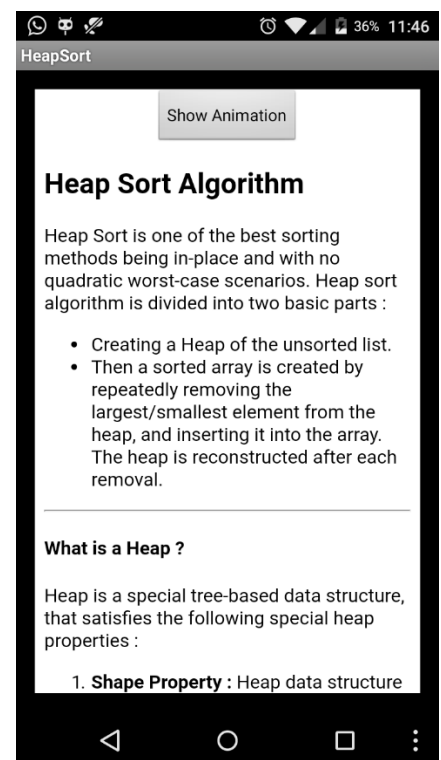 36% 11:46
HeapSort
Show Animation
Heap Sort Algorithm
Heap Sort is one of the best sorting
methods being in-place and with no
quadratic worst-case scenarios. Heap sort
algorithm is divided into two basic parts :
• Creating a Heap of the unsorted list.
• Then a sorted array is created by
repeatedly removing the
largest/smallest element from the
heap, and inserting it into the array.
The heap is reconstructed after each
removal.
What is a Heap ?
Heap is a special tree-based data structure,
that satisfies the following special heap
properties :
1. Shape Property : Heap data structure